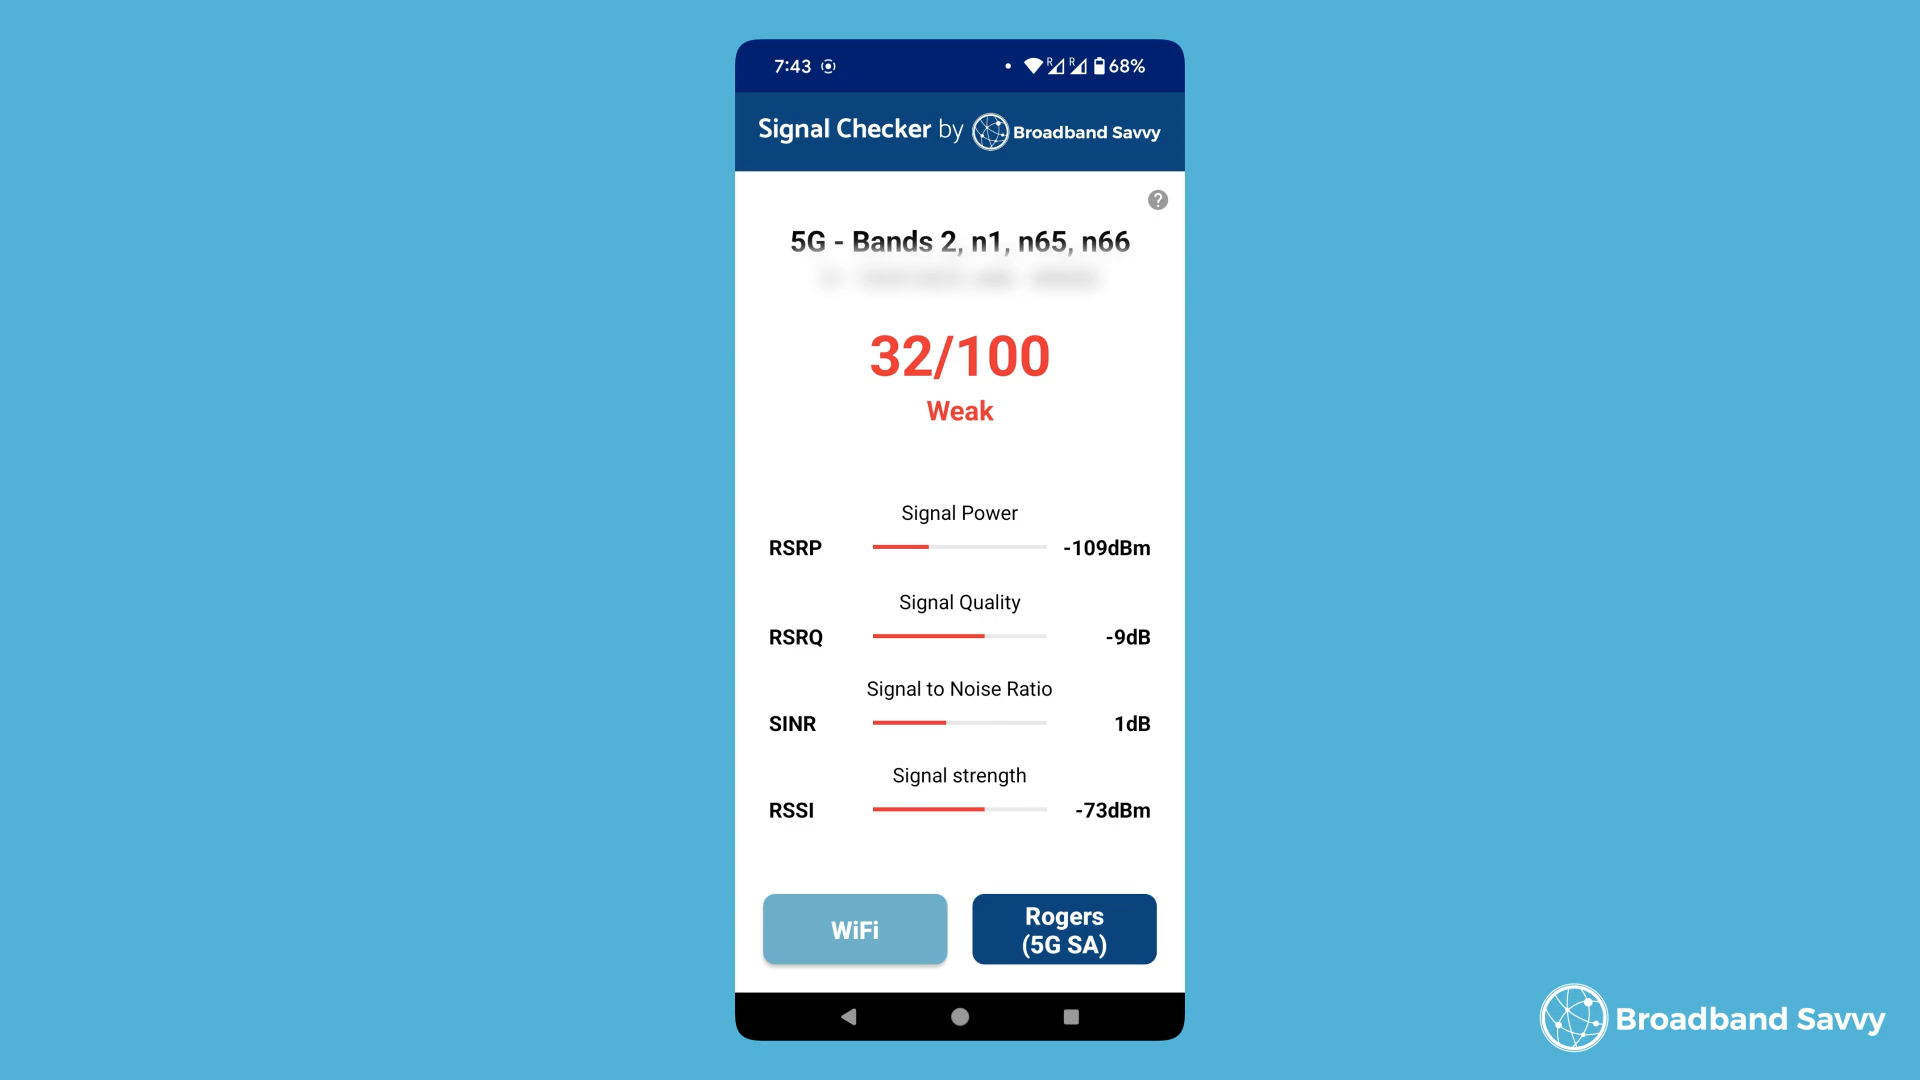 7:43 R R 68%
Signal Checker by Broadband Savvy
?
5G - Bands 2, n1, n65, n66
32/100
Weak
Signal Power
RSRP -109dBm
Signal Quality
RSRQ -9dB
Signal to Noise Ratio
SINR 1dB
Signal strength
RSSI -73dBm
WiFi
Rogers
(5G SA)
Broadband Savvy